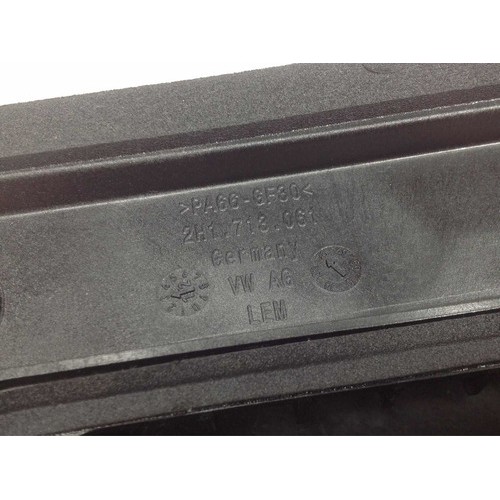 >PA66-GF30<
2H1.713.061
Germany
VW AG
LEM